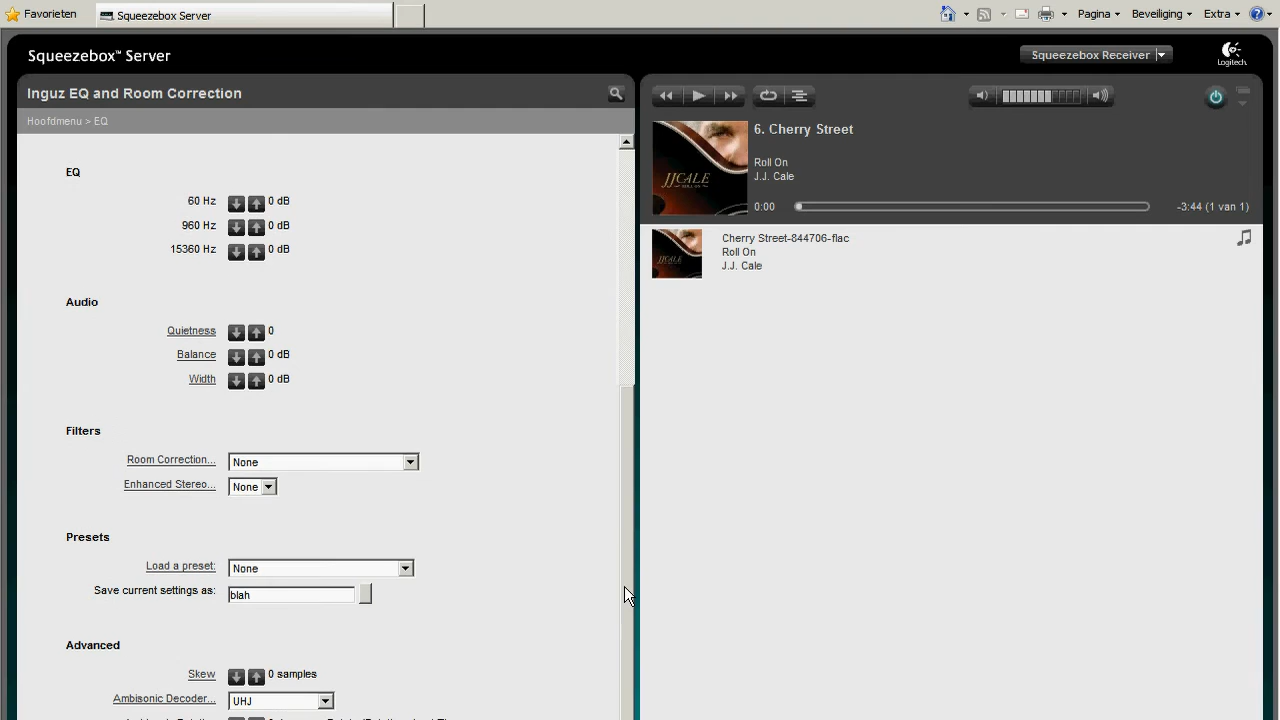 Favorieten
Squeezebox Server
Pagina
Beveiliging
Extra
Squeezebox™ Server
Squeezebox Receiver
Logitech
Inguz EQ and Room Correction
Hoofdmenu > EQ
EQ
60 Hz 0 dB
960 Hz 0 dB
15360 Hz 0 dB
Audio
Quietness 0
Balance 0 dB
Width 0 dB
Filters
Room Correction... None
Enhanced Stereo... None
Presets
Load a preset: None
Save current settings as: blah
Advanced
Skew 0 samples
Ambisonic Decoder... UHJ
6. Cherry Street
Roll On
J.J. Cale
0:00 -3:44 (1 van 1)
JJ CALE
ROLL ON
Cherry Street-844706-flac
Roll On
J.J. Cale